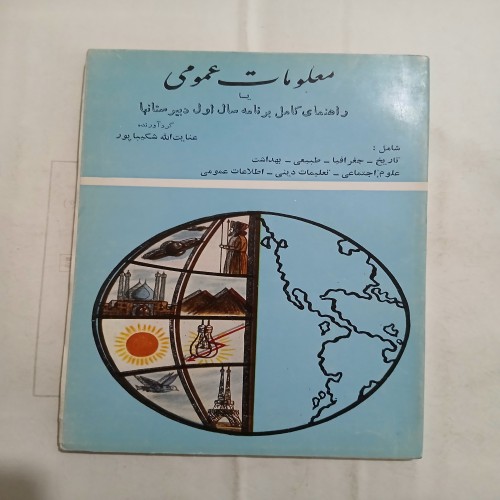 معلومات عمومی
یا
راهنمای کامل برنامه سال اول دبیرستانها
گردآورنده
عنایت‌الله شکیباپور
شامل :
تاریخ - جغرافیا - طبیعی - بهداشت
علوم اجتماعی - تعلیمات دینی - اطلاعات عمومی